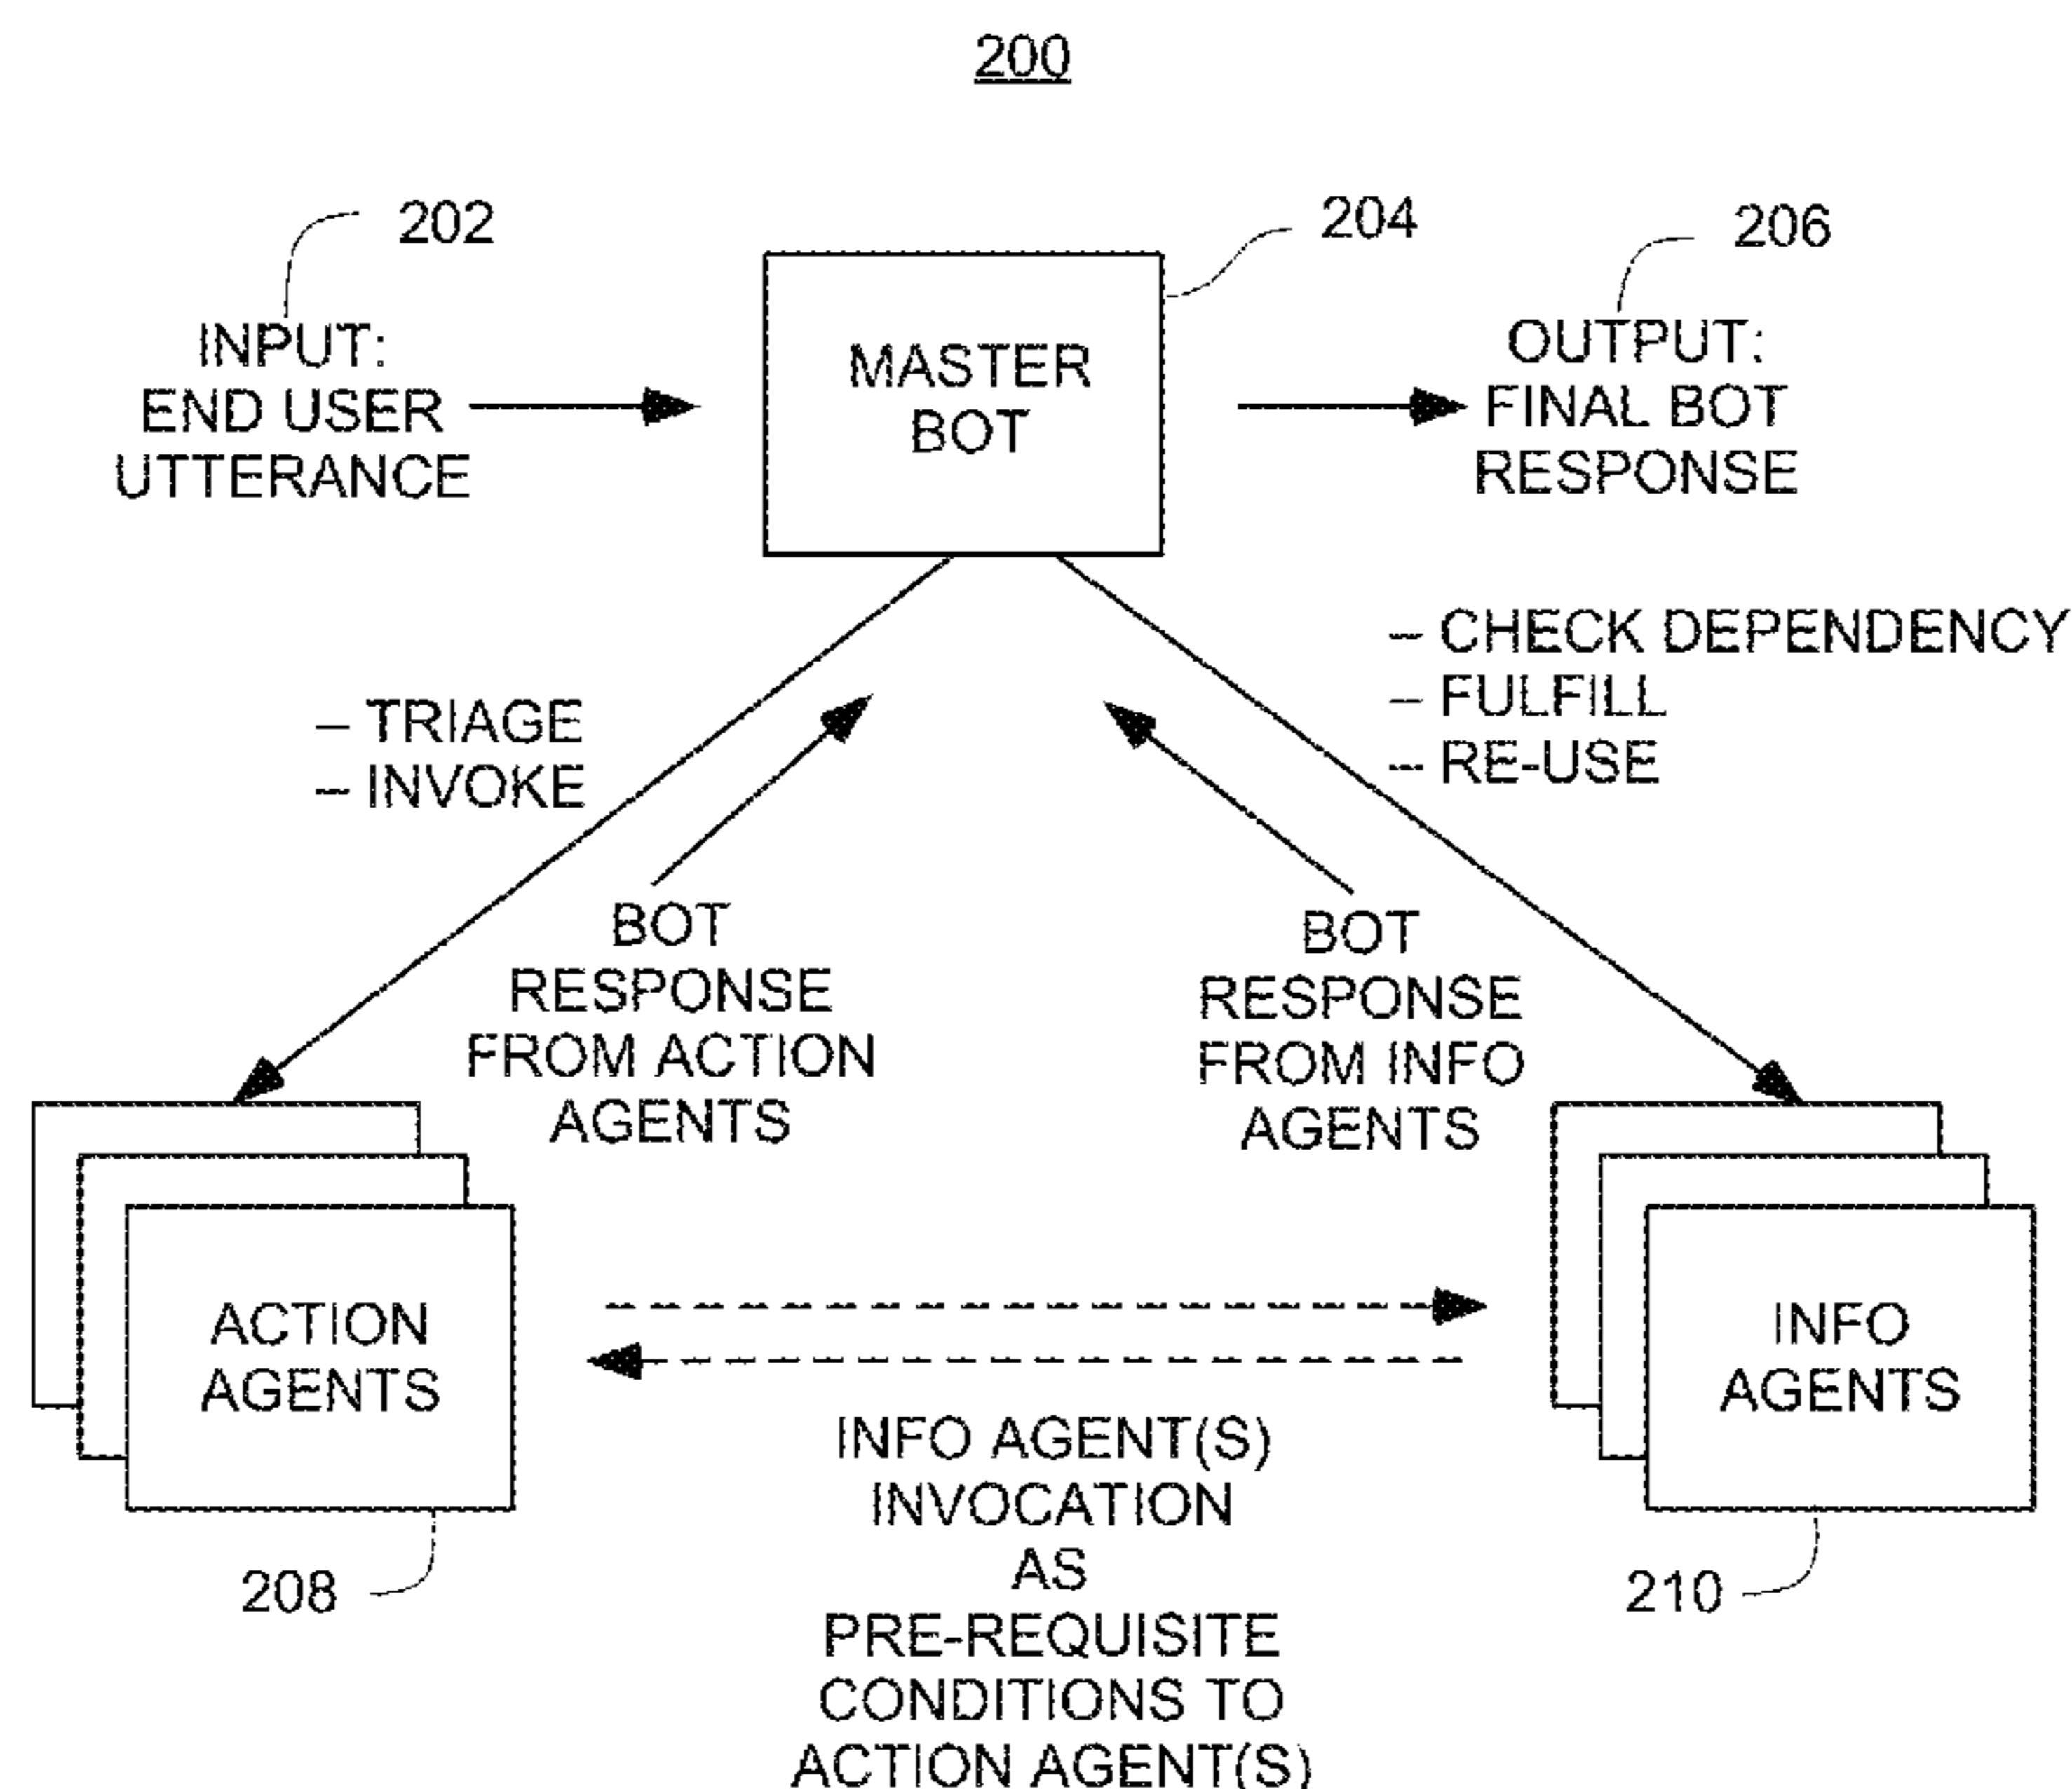 200
202
204
206
INPUT:
END USER
UTTERANCE
MASTER
BOT
OUTPUT:
FINAL BOT
RESPONSE
– TRIAGE
– INVOKE
– CHECK DEPENDENCY
– FULFILL
– RE-USE
BOT
RESPONSE
FROM ACTION
AGENTS
BOT
RESPONSE
FROM INFO
AGENTS
ACTION
AGENTS
INFO
AGENTS
INFO AGENT(S)
INVOCATION
AS
PRE-REQUISITE
CONDITIONS TO
ACTION AGENT(S)
208
210